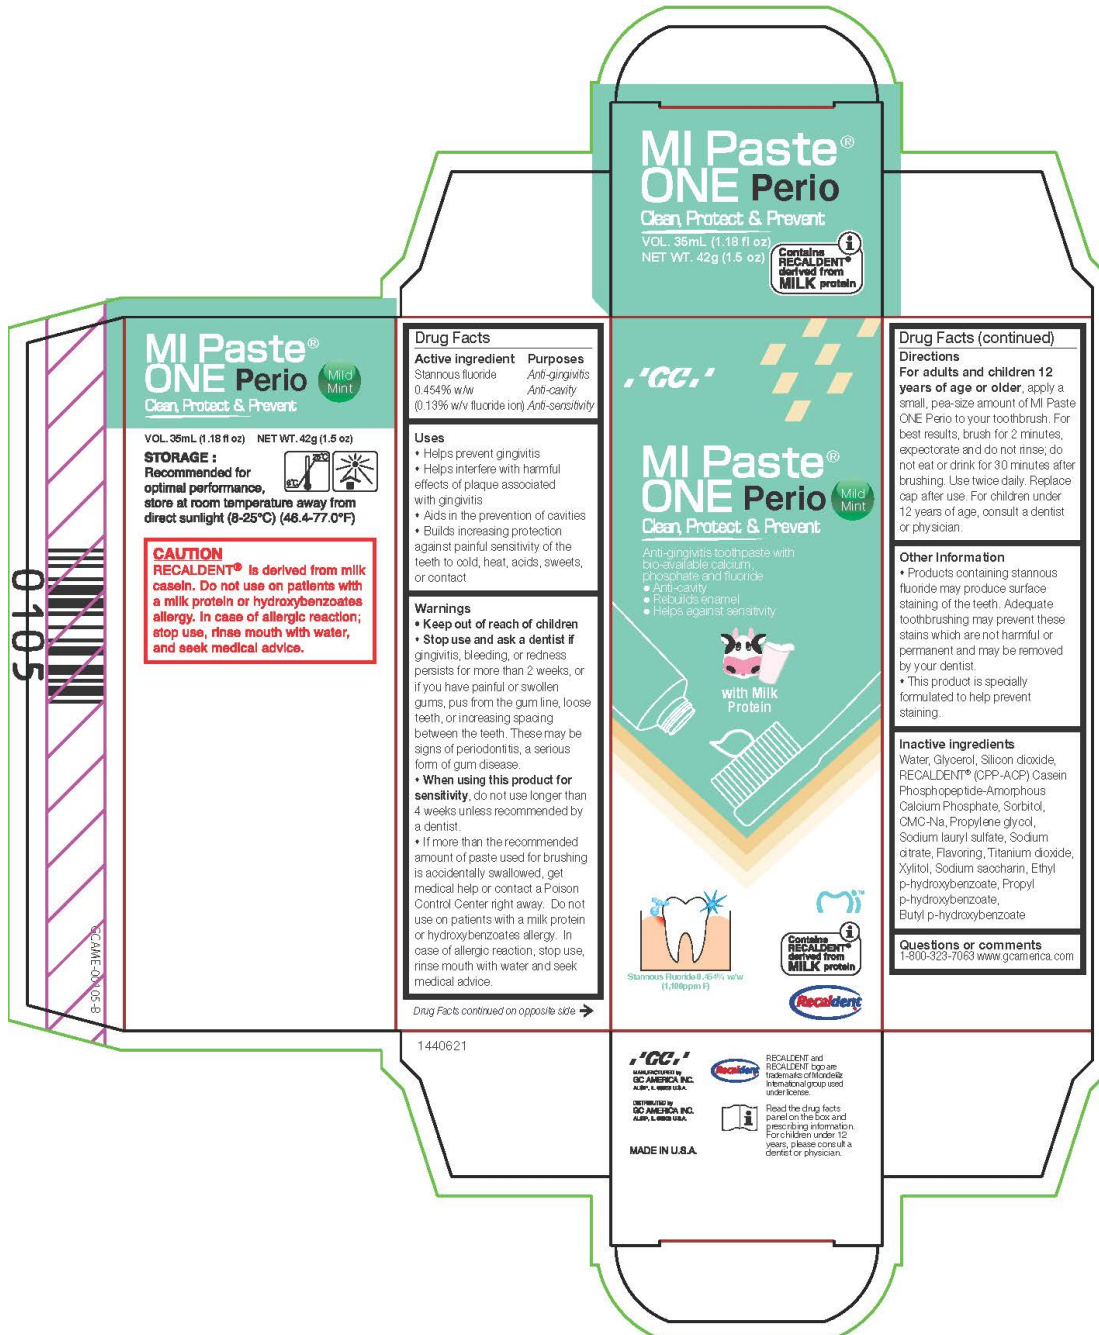 MI Paste®
ONE Perio
Clean, Protect & Prevent
VOL. 35mL (1.18 fl oz)
NET WT. 42g (1.5 oz)
Contains
RECALDENT®
derived from
MILK protein
MI Paste®
ONE Perio
Mild
Mint
Clean, Protect & Prevent
VOL. 35mL (1.18 fl oz) NET WT. 42g (1.5 oz)
STORAGE :
Recommended for
optimal performance,
store at room temperature away from
direct sunlight (8-25°C) (46.4-77.0°F)
25°C
CAUTION
RECALDENT® is derived from milk
casein. Do not use on patients with
a milk protein or hydroxybenzoates
allergy. In case of allergic reaction;
stop use, rinse mouth with water,
and seek medical advice.
0105
GCAME-00105-B
Drug Facts
Active ingredient Purposes
Stannous fluoride Anti-gingivitis
0.454% w/w Anti-cavity
(0.13% w/v fluoride ion) Anti-sensitivity
Uses
• Helps prevent gingivitis
• Helps interfere with harmful
effects of plaque associated
with gingivitis
• Aids in the prevention of cavities
• Builds increasing protection
against painful sensitivity of the
teeth to cold, heat, acids, sweets,
or contact
Warnings
• Keep out of reach of children
• Stop use and ask a dentist if
gingivitis, bleeding, or redness
persists for more than 2 weeks, or
if you have painful or swollen
gums, pus from the gum line, loose
teeth, or increasing spacing
between the teeth. These may be
signs of periodontitis, a serious
form of gum disease.
• When using this product for
sensitivity, do not use longer than
4 weeks unless recommended by
a dentist.
• If more than the recommended
amount of paste used for brushing
is accidentally swallowed, get
medical help or contact a Poison
Control Center right away. Do not
use on patients with a milk protein
or hydroxybenzoates allergy. In
case of allergic reaction, stop use,
rinse mouth with water and seek
medical advice.
Drug Facts continued on opposite side →
1440621
GC
MI Paste®
ONE Perio
Mild
Mint
Clean, Protect & Prevent
Anti-gingivitis toothpaste with
bio-available calcium,
phosphate and fluoride
● Anti-cavity
● Rebuilds enamel
● Helps against sensitivity
with Milk
Protein
Stannous Fluoride 0.454% w/w
(1,100ppm F)
mi™
Contains
RECALDENT®
derived from
MILK protein
Recaldent
Drug Facts (continued)
Directions
For adults and children 12
years of age or older, apply a
small, pea-size amount of MI Paste
ONE Perio to your toothbrush. For
best results, brush for 2 minutes,
expectorate and do not rinse; do
not eat or drink for 30 minutes after
brushing. Use twice daily. Replace
cap after use. For children under
12 years of age, consult a dentist
or physician.
Other Information
• Products containing stannous
fluoride may produce surface
staining of the teeth. Adequate
toothbrushing may prevent these
stains which are not harmful or
permanent and may be removed
by your dentist.
• This product is specially
formulated to help prevent
staining.
Inactive ingredients
Water, Glycerol, Silicon dioxide,
RECALDENT® (CPP-ACP) Casein
Phosphopeptide-Amorphous
Calcium Phosphate, Sorbitol,
CMC-Na, Propylene glycol,
Sodium lauryl sulfate, Sodium
citrate, Flavoring, Titanium dioxide,
Xylitol, Sodium saccharin, Ethyl
p-hydroxybenzoate, Propyl
p-hydroxybenzoate,
Butyl p-hydroxybenzoate
Questions or comments
1-800-323-7063 www.gcamerica.com
GC
MANUFACTURED by
GC AMERICA INC.
ALSIP, IL 60803 U.S.A.
DISTRIBUTED by
GC AMERICA INC.
ALSIP, IL 60803 U.S.A.
MADE IN U.S.A.
Recaldent
RECALDENT and
RECALDENT logo are
trademarks of Mondelēz
International group used
under license.
Read the drug facts
panel on the box and
prescribing information.
For children under 12
years, please consult a
dentist or physician.